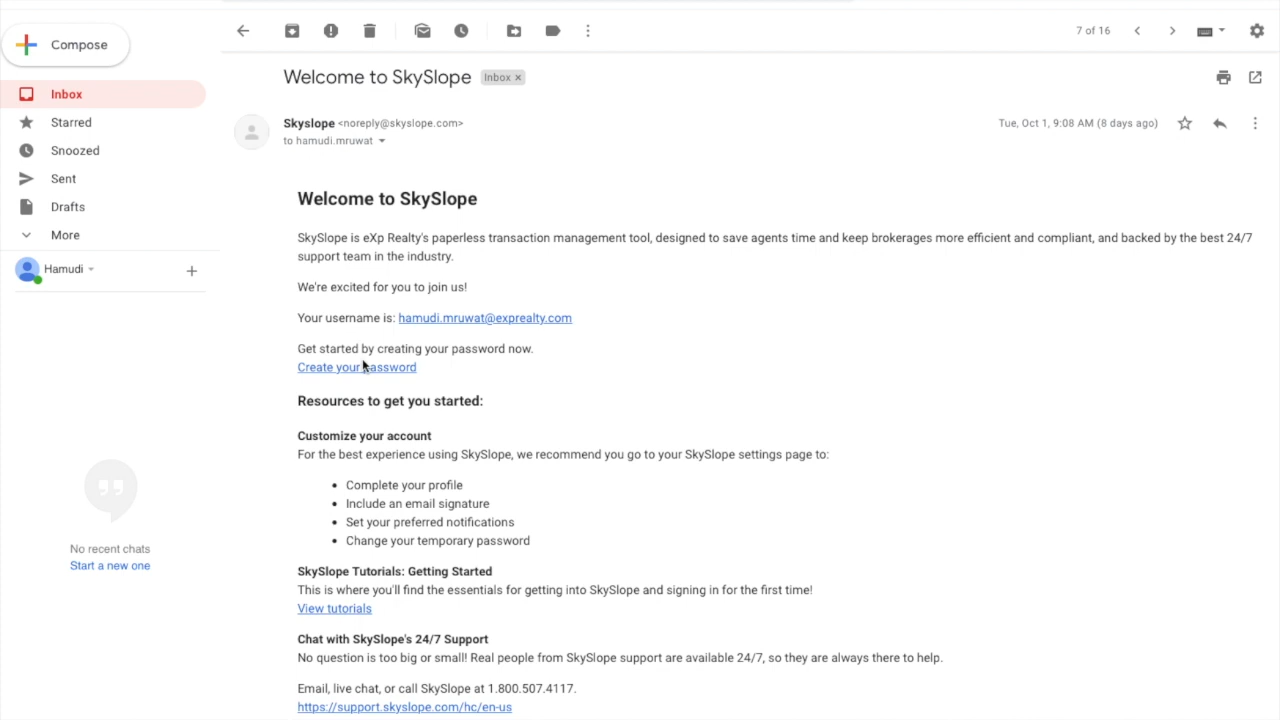 Compose
7 of 16
Welcome to SkySlope
Inbox ×
Inbox
Starred
Snoozed
Sent
Drafts
More
Hamudi
No recent chats
Start a new one
Skyslope <noreply@skyslope.com>
Tue, Oct 1, 9:08 AM (8 days ago)
to hamudi.mruwat
Welcome to SkySlope
SkySlope is eXp Realty's paperless transaction management tool, designed to save agents time and keep brokerages more efficient and compliant, and backed by the best 24/7
support team in the industry.
We're excited for you to join us!
Your username is: hamudi.mruwat@exprealty.com
Get started by creating your password now.
Create your password
Resources to get you started:
Customize your account
For the best experience using SkySlope, we recommend you go to your SkySlope settings page to:
• Complete your profile
• Include an email signature
• Set your preferred notifications
• Change your temporary password
SkySlope Tutorials: Getting Started
This is where you'll find the essentials for getting into SkySlope and signing in for the first time!
View tutorials
Chat with SkySlope's 24/7 Support
No question is too big or small! Real people from SkySlope support are available 24/7, so they are always there to help.
Email, live chat, or call SkySlope at 1.800.507.4117.
https://support.skyslope.com/hc/en-us